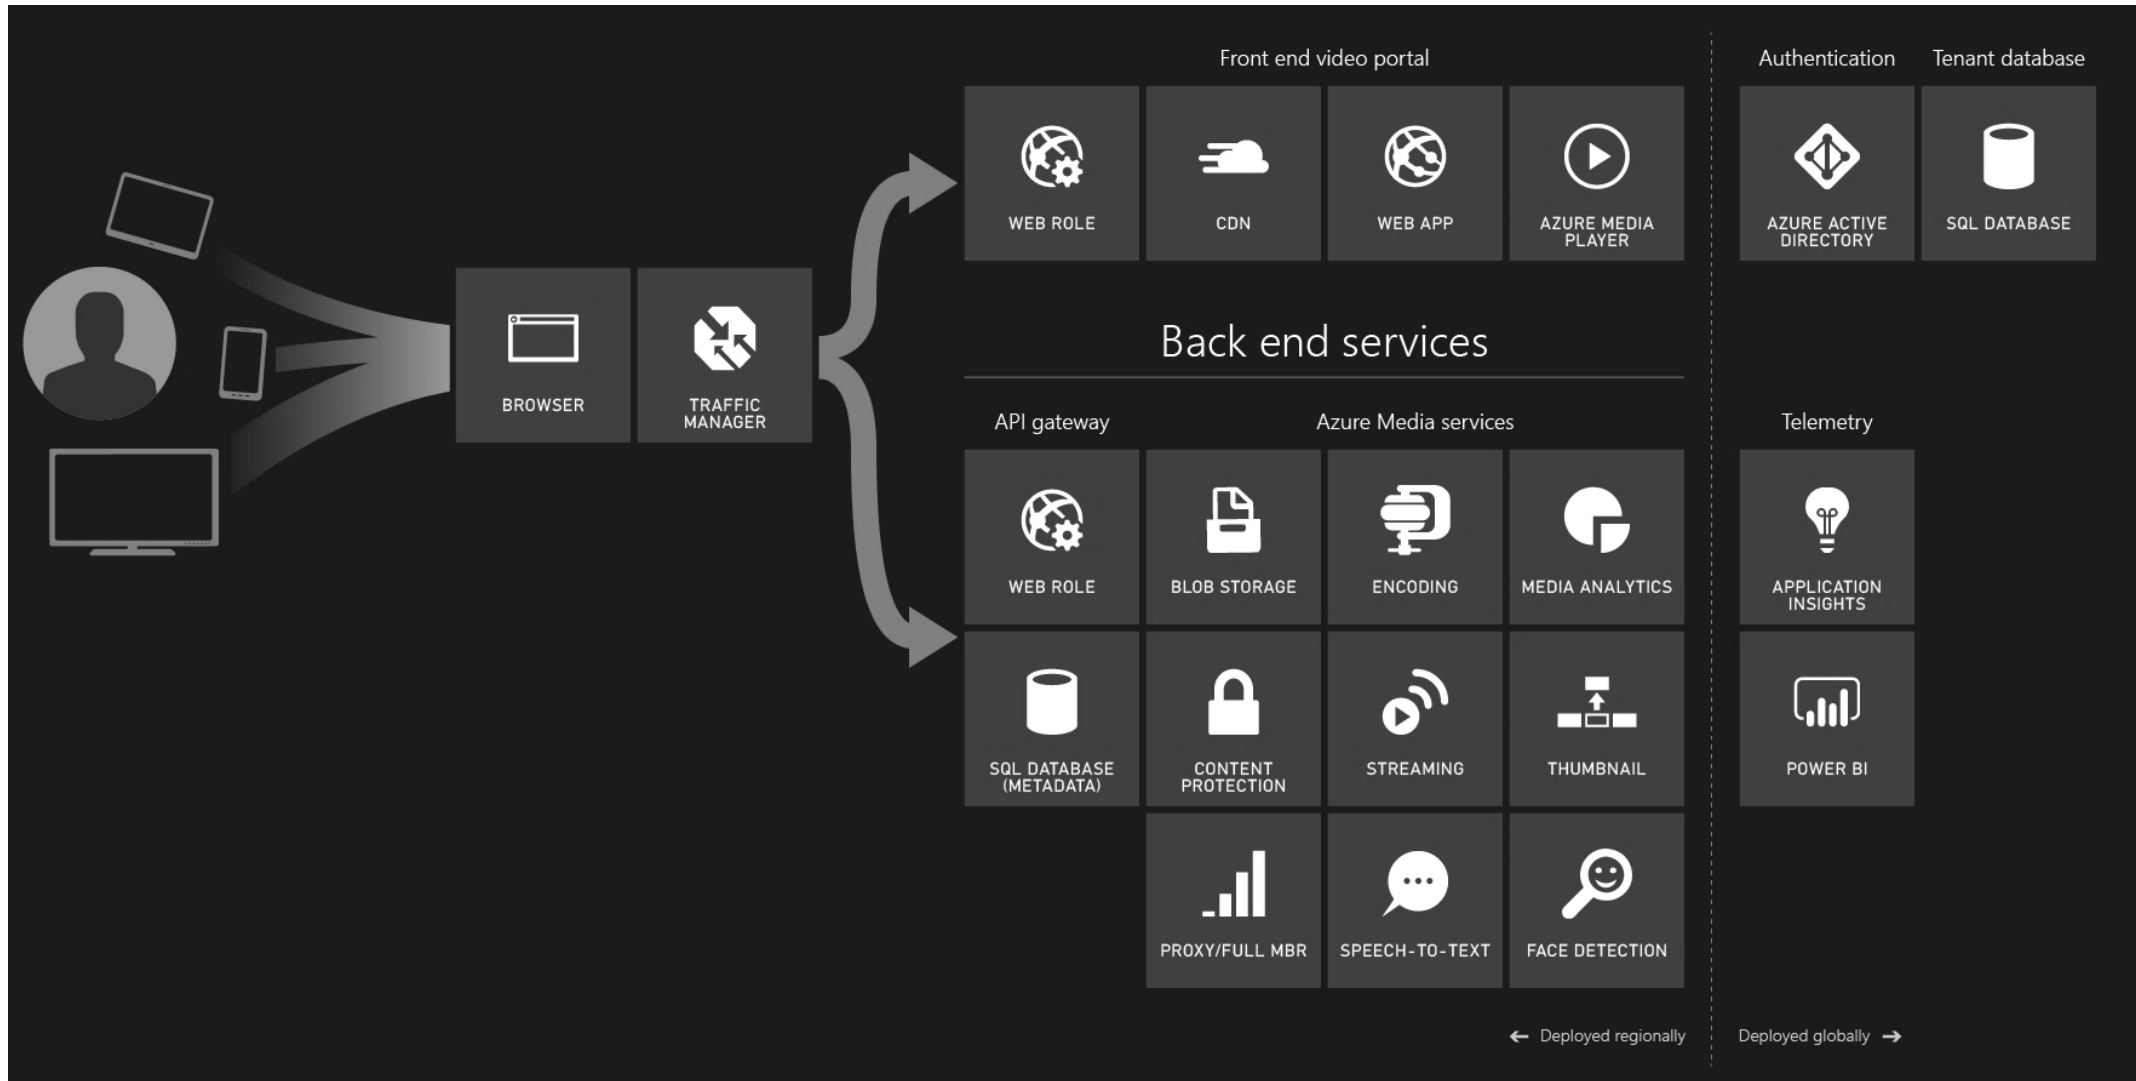 Front end video portal
Authentication
Tenant database
WEB ROLE
CDN
WEB APP
AZURE MEDIA
PLAYER
AZURE ACTIVE
DIRECTORY
SQL DATABASE
BROWSER
TRAFFIC
MANAGER
Back end services
API gateway
Azure Media services
Telemetry
WEB ROLE
BLOB STORAGE
ENCODING
MEDIA ANALYTICS
APPLICATION
INSIGHTS
SQL DATABASE
(METADATA)
CONTENT
PROTECTION
STREAMING
THUMBNAIL
POWER BI
PROXY/FULL MBR
SPEECH-TO-TEXT
FACE DETECTION
Deployed regionally
Deployed globally